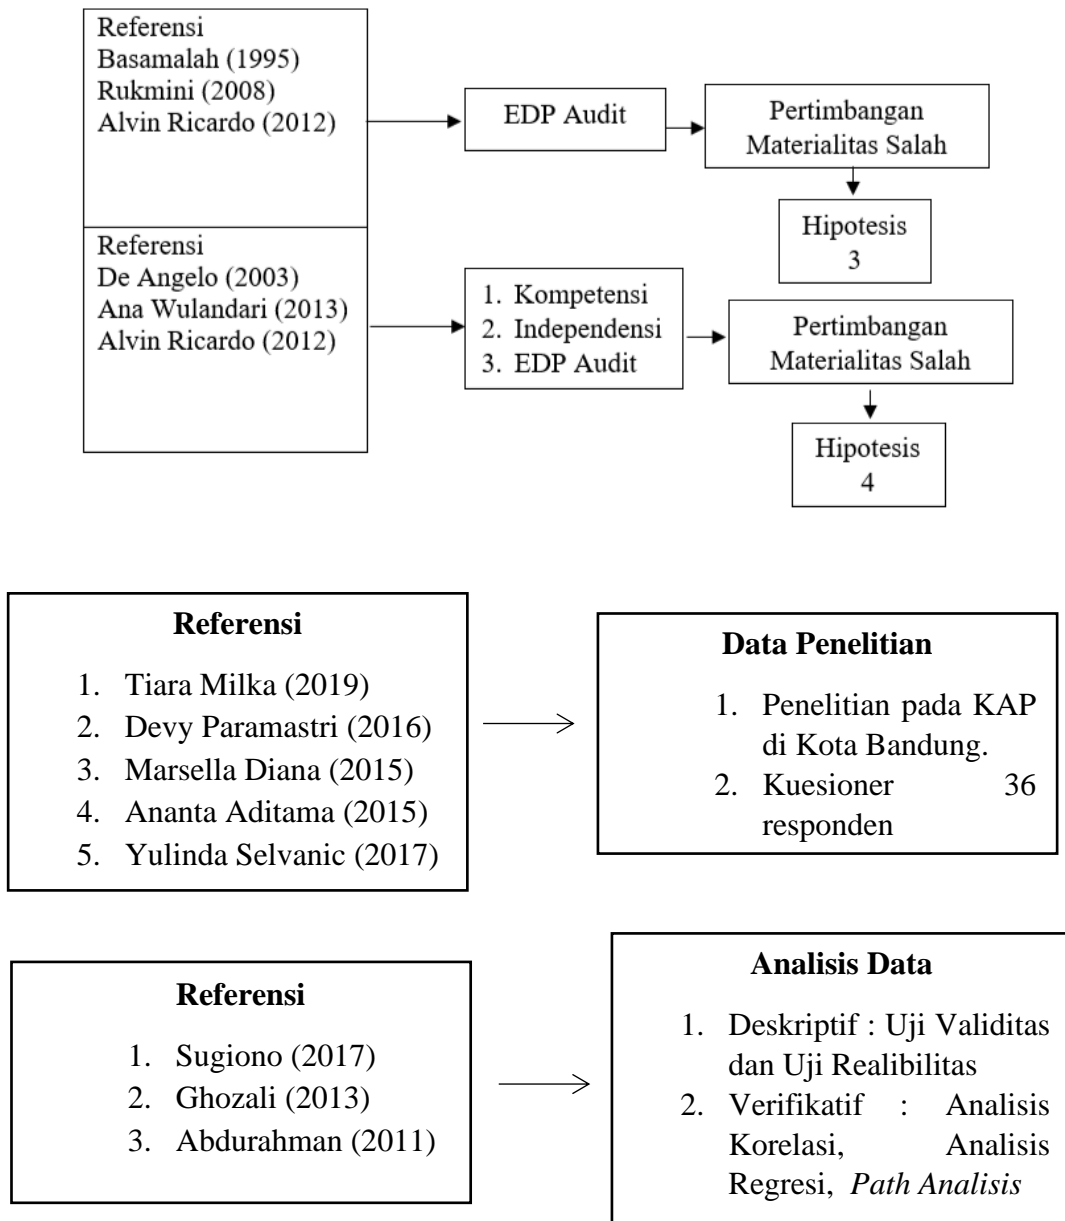 Referensi
Basamalah (1995)
Rukmini (2008)
Alvin Ricardo (2012)
EDP Audit
Pertimbangan
Materialitas Salah
Hipotesis
3
Referensi
De Angelo (2003)
Ana Wulandari (2013)
Alvin Ricardo (2012)
1. Kompetensi
2. Independensi
3. EDP Audit
Pertimbangan
Materialitas Salah
Hipotesis
4
Referensi
1. Tiara Milka (2019)
2. Devy Paramastri (2016)
3. Marsella Diana (2015)
4. Ananta Aditama (2015)
5. Yulinda Selvanic (2017)
Data Penelitian
1. Penelitian pada KAP
di Kota Bandung.
2. Kuesioner 36
responden
Referensi
1. Sugiono (2017)
2. Ghozali (2013)
3. Abdurahman (2011)
Analisis Data
1. Deskriptif : Uji Validitas
dan Uji Realibilitas
2. Verifikatif : Analisis
Korelasi, Analisis
Regresi, Path Analisis